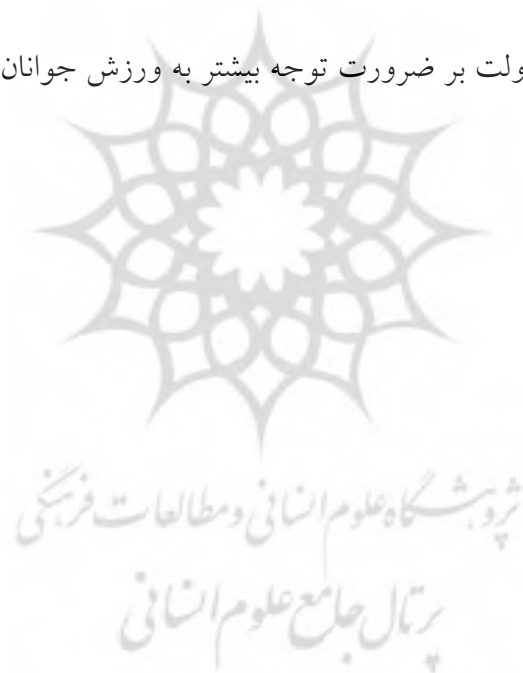 ولت بر ضرورت توجه بیشتر به ورزش جوانان
پژوهشگاه علوم انسانی و مطالعات فرهنگی
پرتال جامع علوم انسانی